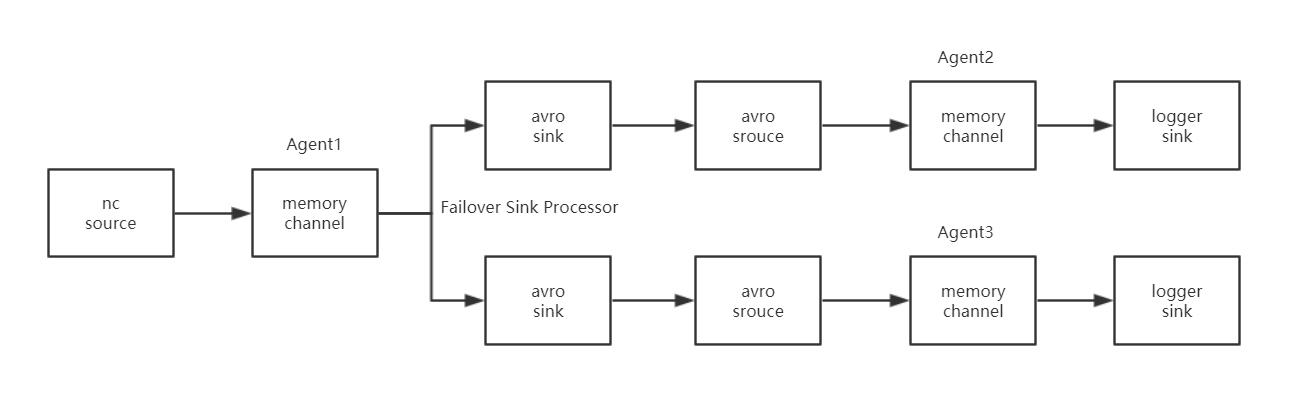 Agent2
avro
sink
avro
srouce
memory
channel
logger
sink
Agent1
nc
source
memory
channel
Failover Sink Processor
Agent3
avro
sink
avro
srouce
memory
channel
logger
sink